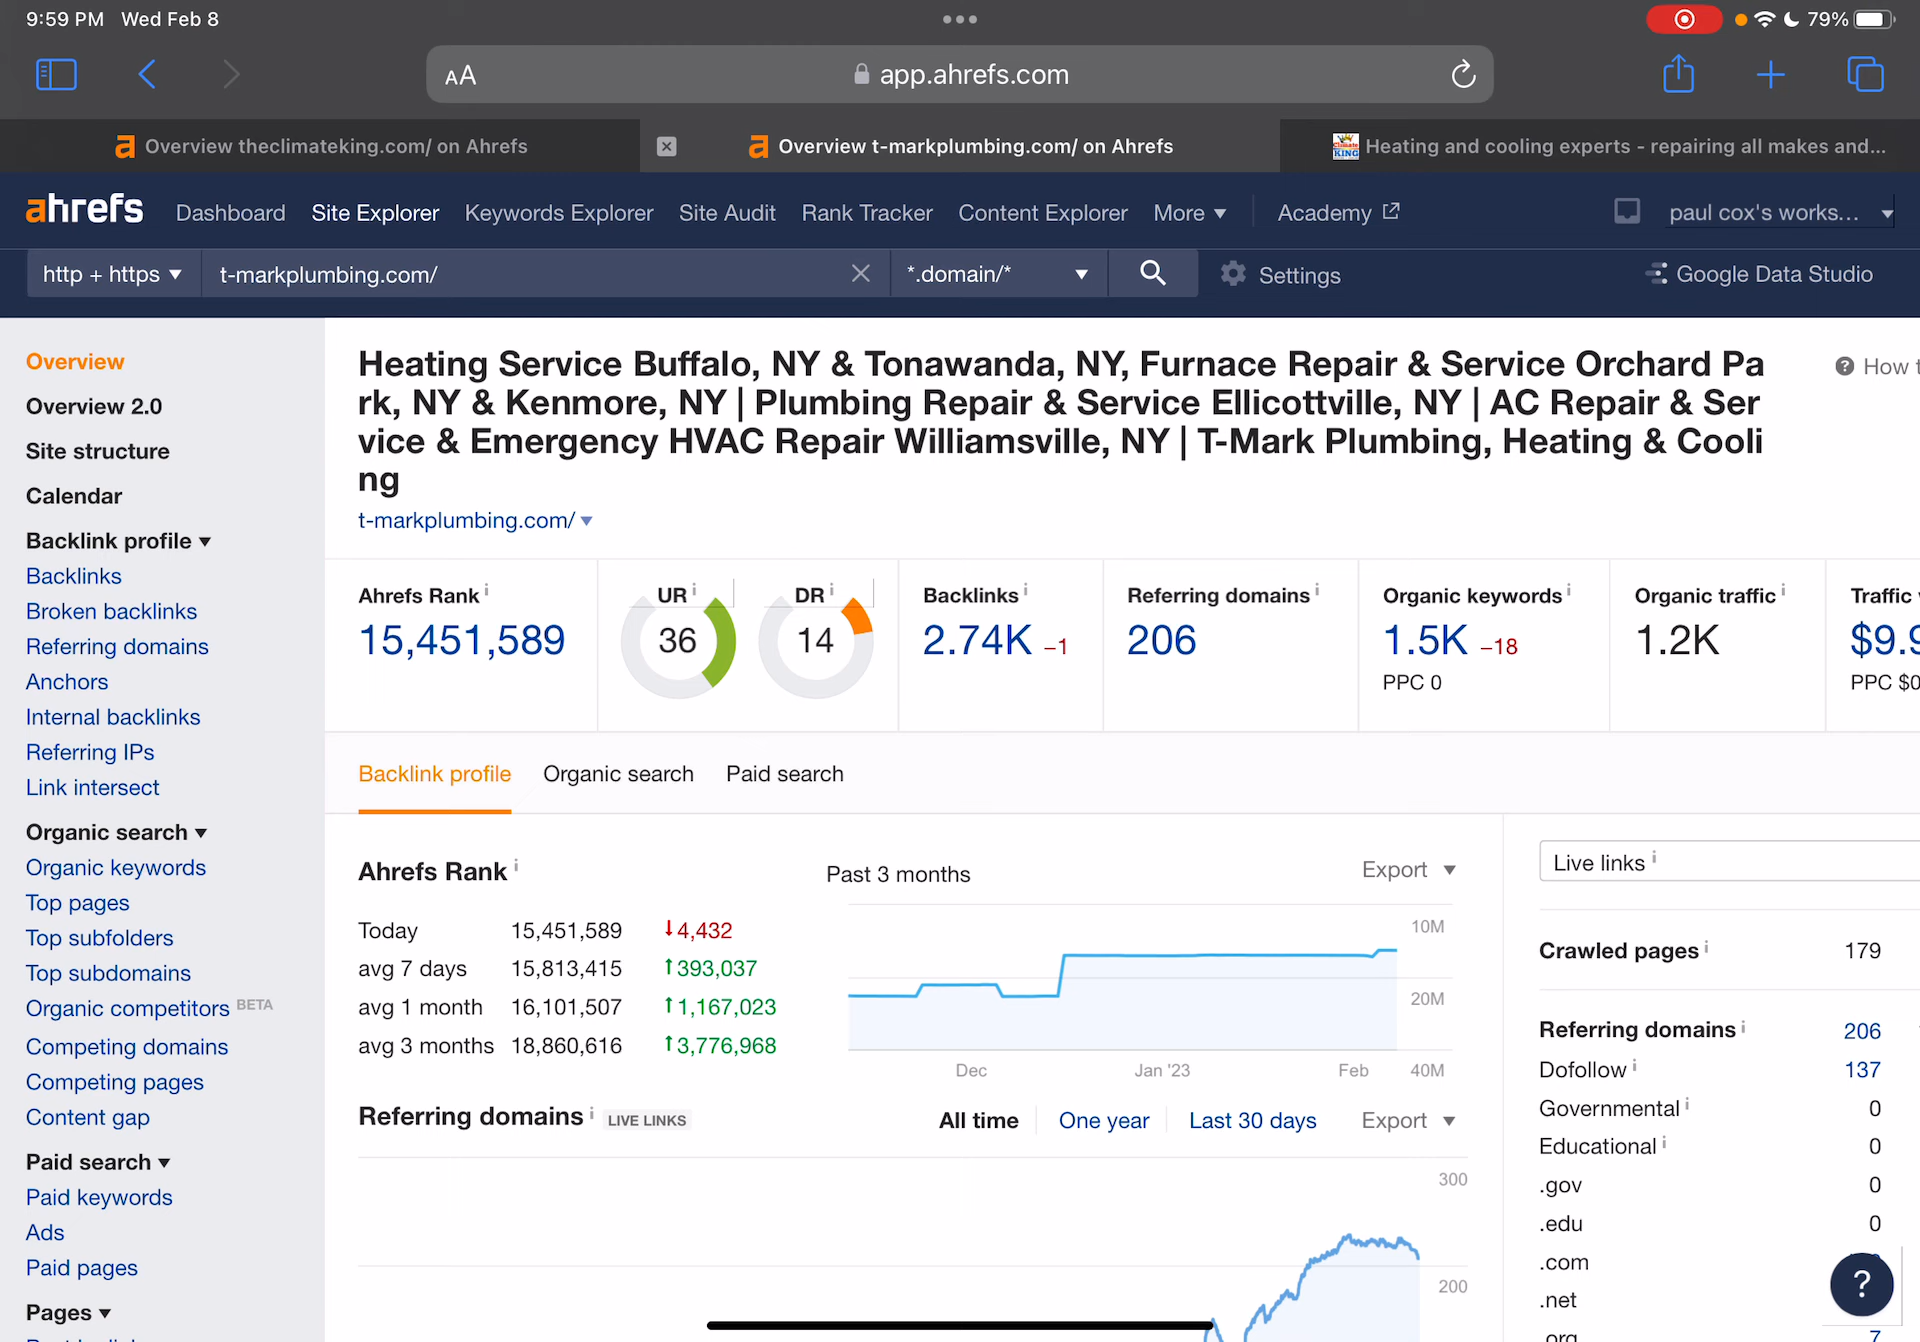 9:59 PM Wed Feb 8
79%
AA
app.ahrefs.com
Overview theclimateking.com/ on Ahrefs
Overview t-markplumbing.com/ on Ahrefs
Heating and cooling experts - repairing all makes and...
ahrefs
Dashboard
Site Explorer
Keywords Explorer
Site Audit
Rank Tracker
Content Explorer
More
Academy
paul cox's works...
http + https
t-markplumbing.com/
*.domain/*
Settings
Google Data Studio
Overview
Overview 2.0
Site structure
Calendar
Backlink profile
Backlinks
Broken backlinks
Referring domains
Anchors
Internal backlinks
Referring IPs
Link intersect
Organic search
Organic keywords
Top pages
Top subfolders
Top subdomains
Organic competitors BETA
Competing domains
Competing pages
Content gap
Paid search
Paid keywords
Ads
Paid pages
Pages
Heating Service Buffalo, NY & Tonawanda, NY, Furnace Repair & Service Orchard Pa
rk, NY & Kenmore, NY | Plumbing Repair & Service Ellicottville, NY | AC Repair & Ser
vice & Emergency HVAC Repair Williamsville, NY | T-Mark Plumbing, Heating & Cooli
ng
How t
t-markplumbing.com/
Ahrefs Rank i
15,451,589
UR i
36
DR i
14
Backlinks i
2.74K -1
Referring domains i
206
Organic keywords i
1.5K -18
PPC 0
Organic traffic i
1.2K
Traffic
$9.9
PPC $0
Backlink profile
Organic search
Paid search
Ahrefs Rank i
Past 3 months
Export
Today 15,451,589 ↓4,432
avg 7 days 15,813,415 ↑393,037
avg 1 month 16,101,507 ↑1,167,023
avg 3 months 18,860,616 ↑3,776,968
10M
20M
40M
Dec
Jan '23
Feb
Referring domains i LIVE LINKS
All time
One year
Last 30 days
Export
300
200
Live links i
Crawled pages i 179
Referring domains i 206
Dofollow i 137
Governmental i 0
Educational i 0
.gov 0
.edu 0
.com
.net
.org 7
?